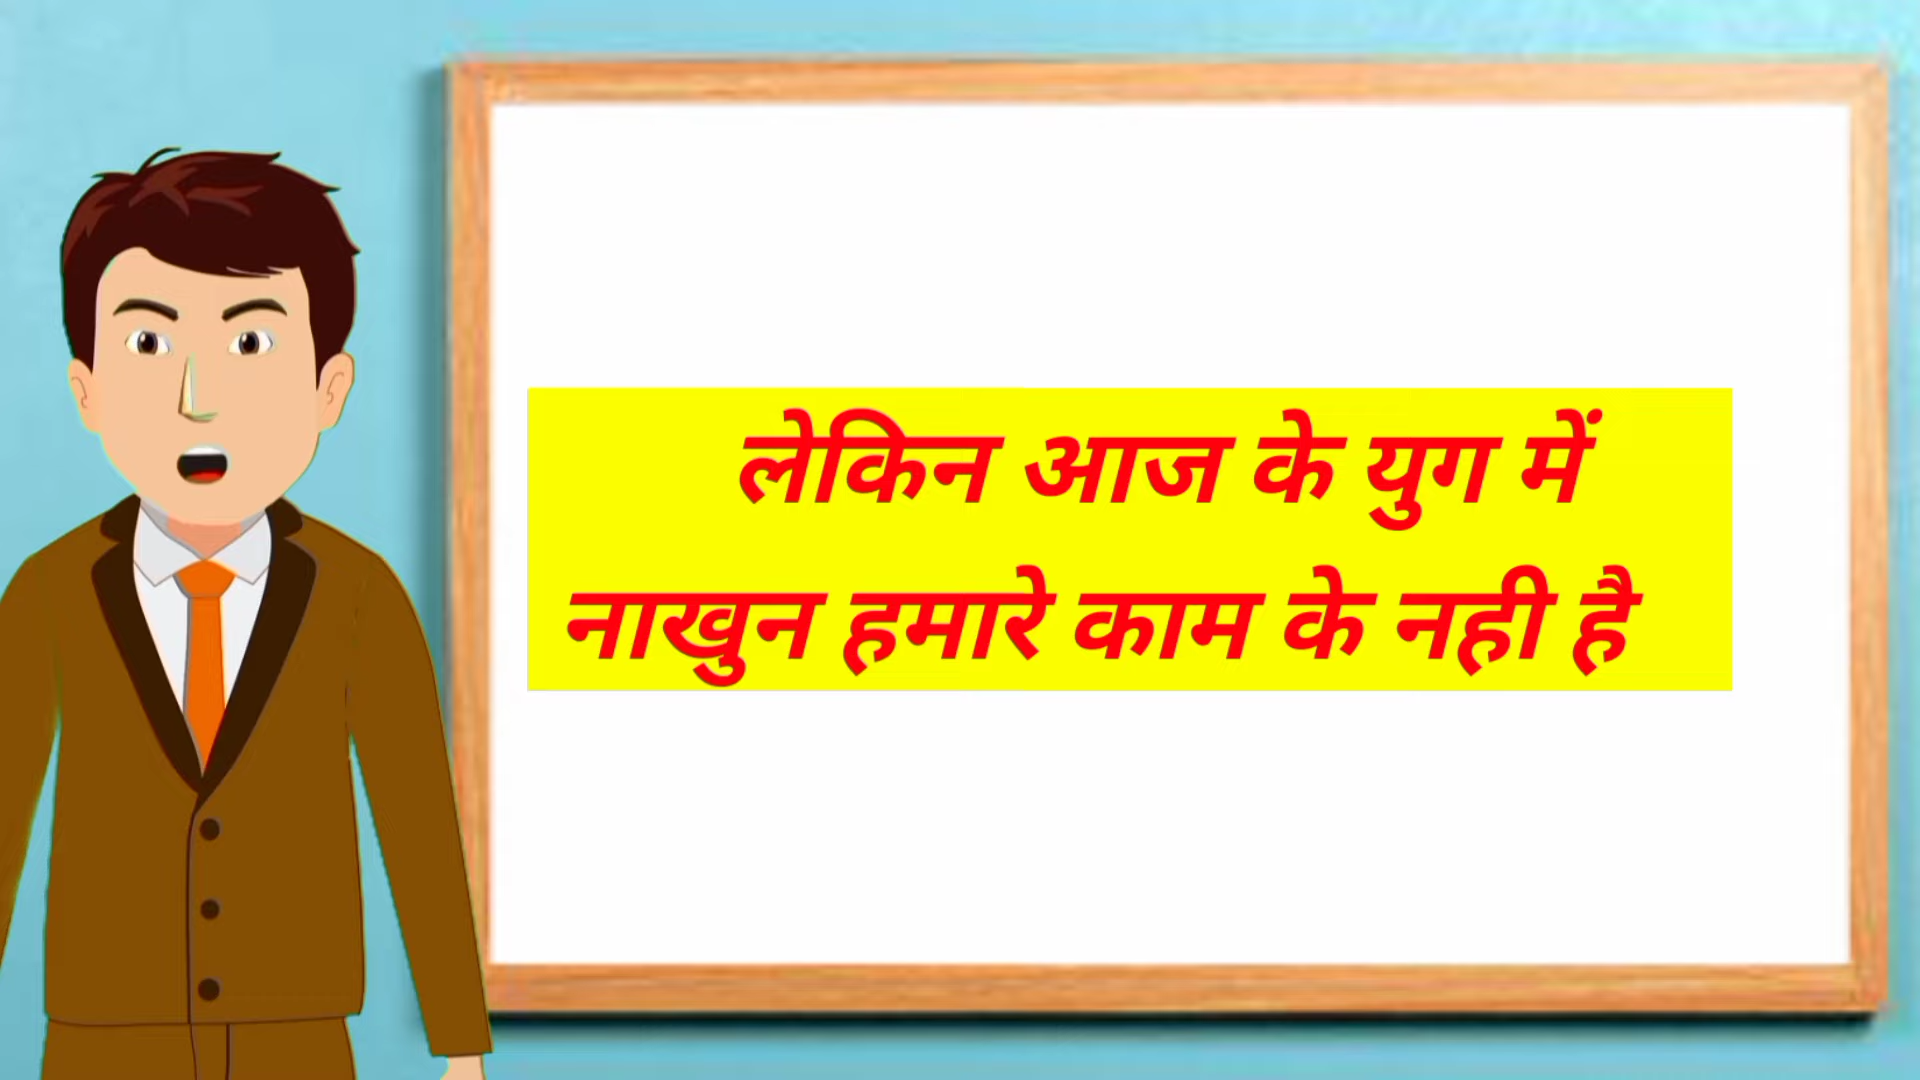 लेकिन आज के युग में
नाखुन हमारे काम के नही है